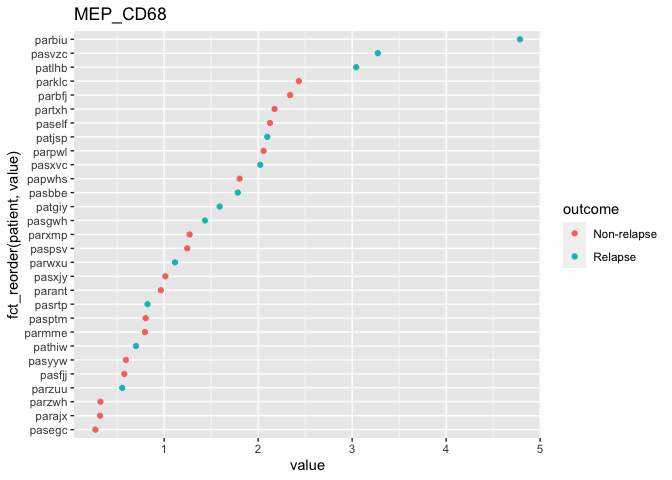 MEP_CD68
fct_reorder(patient, value)
parbiu
pasvzc
patlhb
parklc
parbfj
partxh
paself
patjsp
parpwl
pasxvc
papwhs
pasbbe
patgiy
pasgwh
parxmp
paspsv
parwxu
pasxjy
parant
pasrtp
pasptm
parmme
pathiw
pasyyw
pasfjj
parzuu
parzwh
parajx
pasegc
1 2 3 4 5
value
outcome
Non-relapse
Relapse